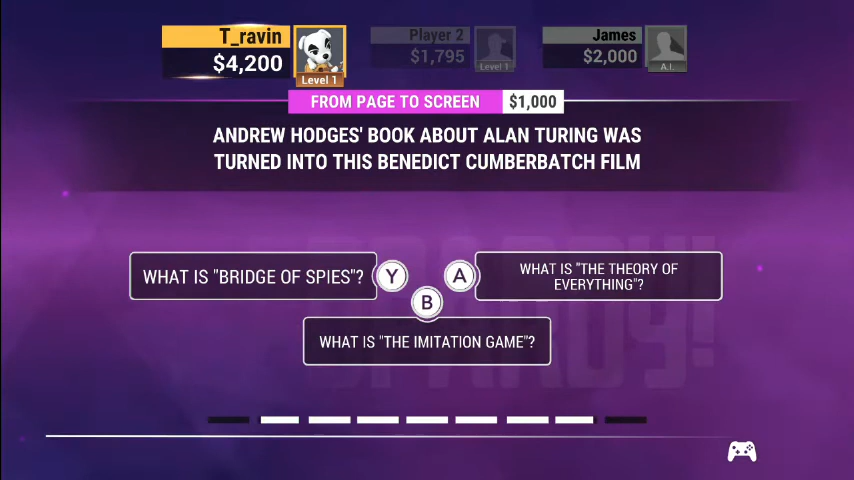 T_ravin
$4,200
Level 1
Player 2
$1,795
Level 1
James
$2,000
A.I.
FROM PAGE TO SCREEN
$1,000
ANDREW HODGES' BOOK ABOUT ALAN TURING WAS
TURNED INTO THIS BENEDICT CUMBERBATCH FILM
WHAT IS "BRIDGE OF SPIES"?
Y
A
WHAT IS "THE THEORY OF
EVERYTHING"?
B
WHAT IS "THE IMITATION GAME"?